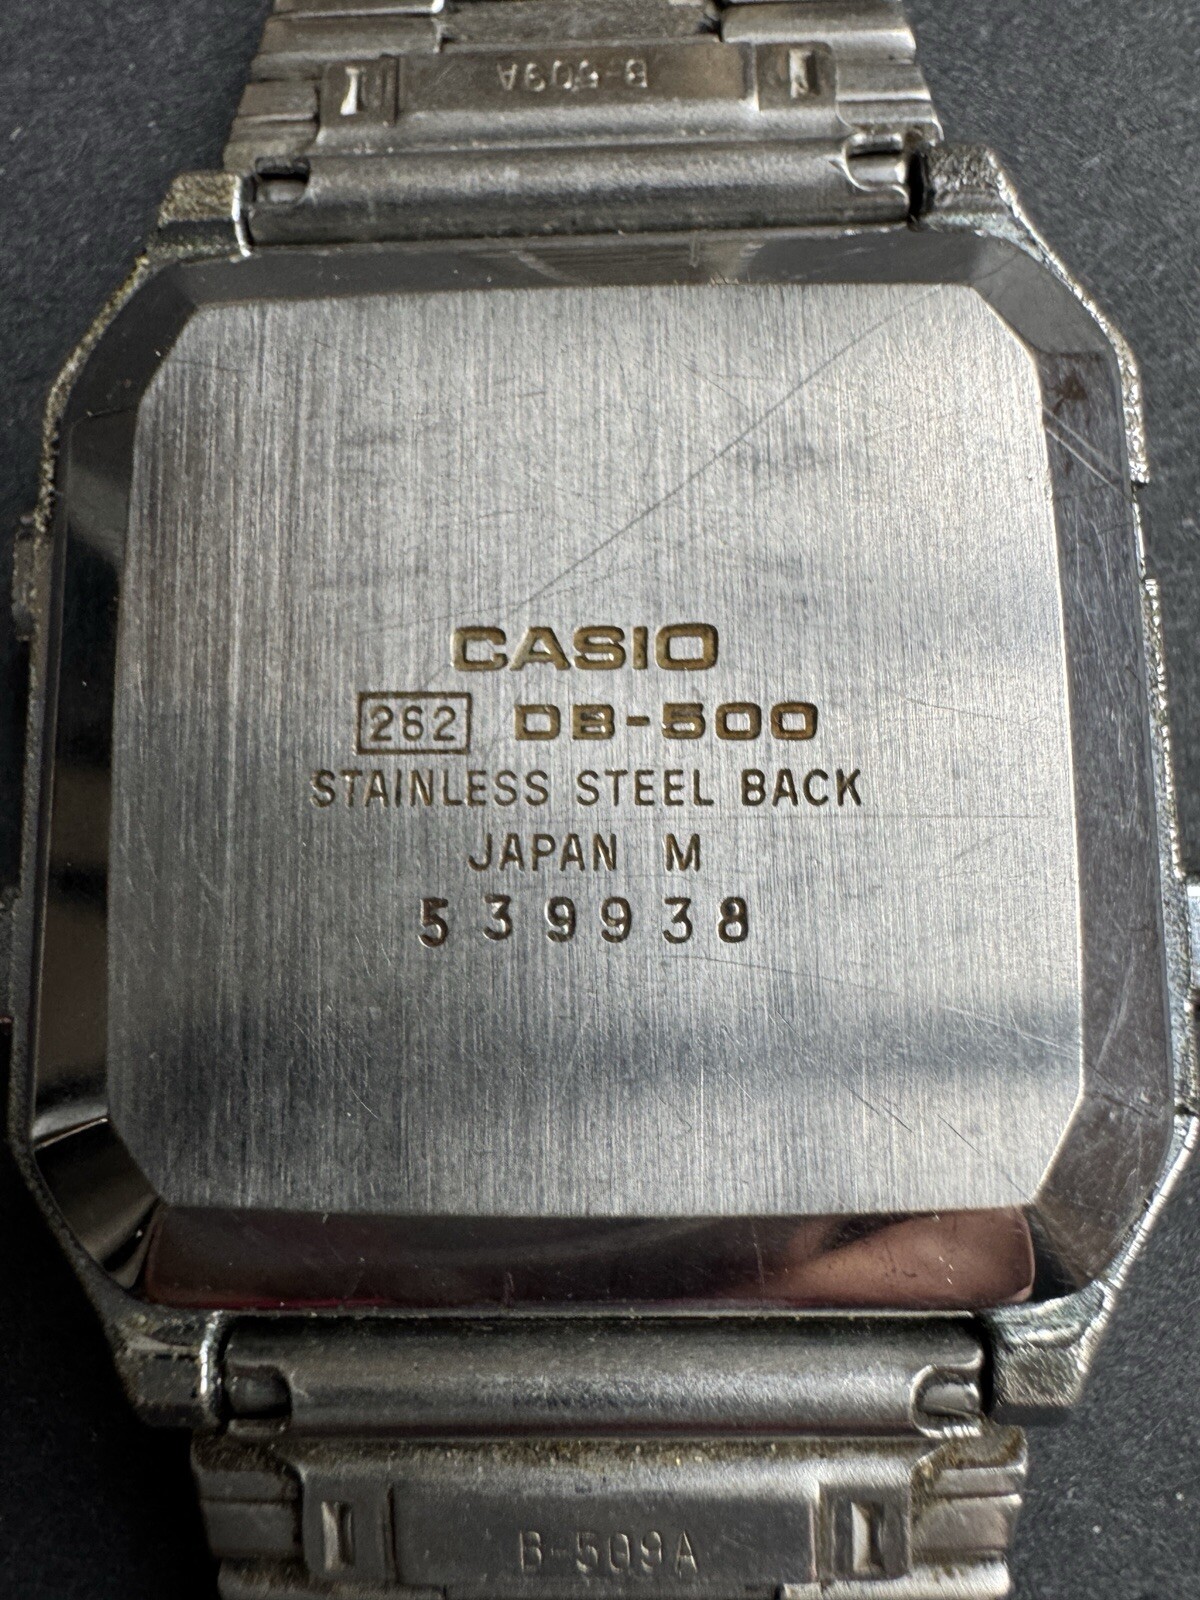 B-509A
CASIO
262 DB-500
STAINLESS STEEL BACK
JAPAN M
539938
B-509A